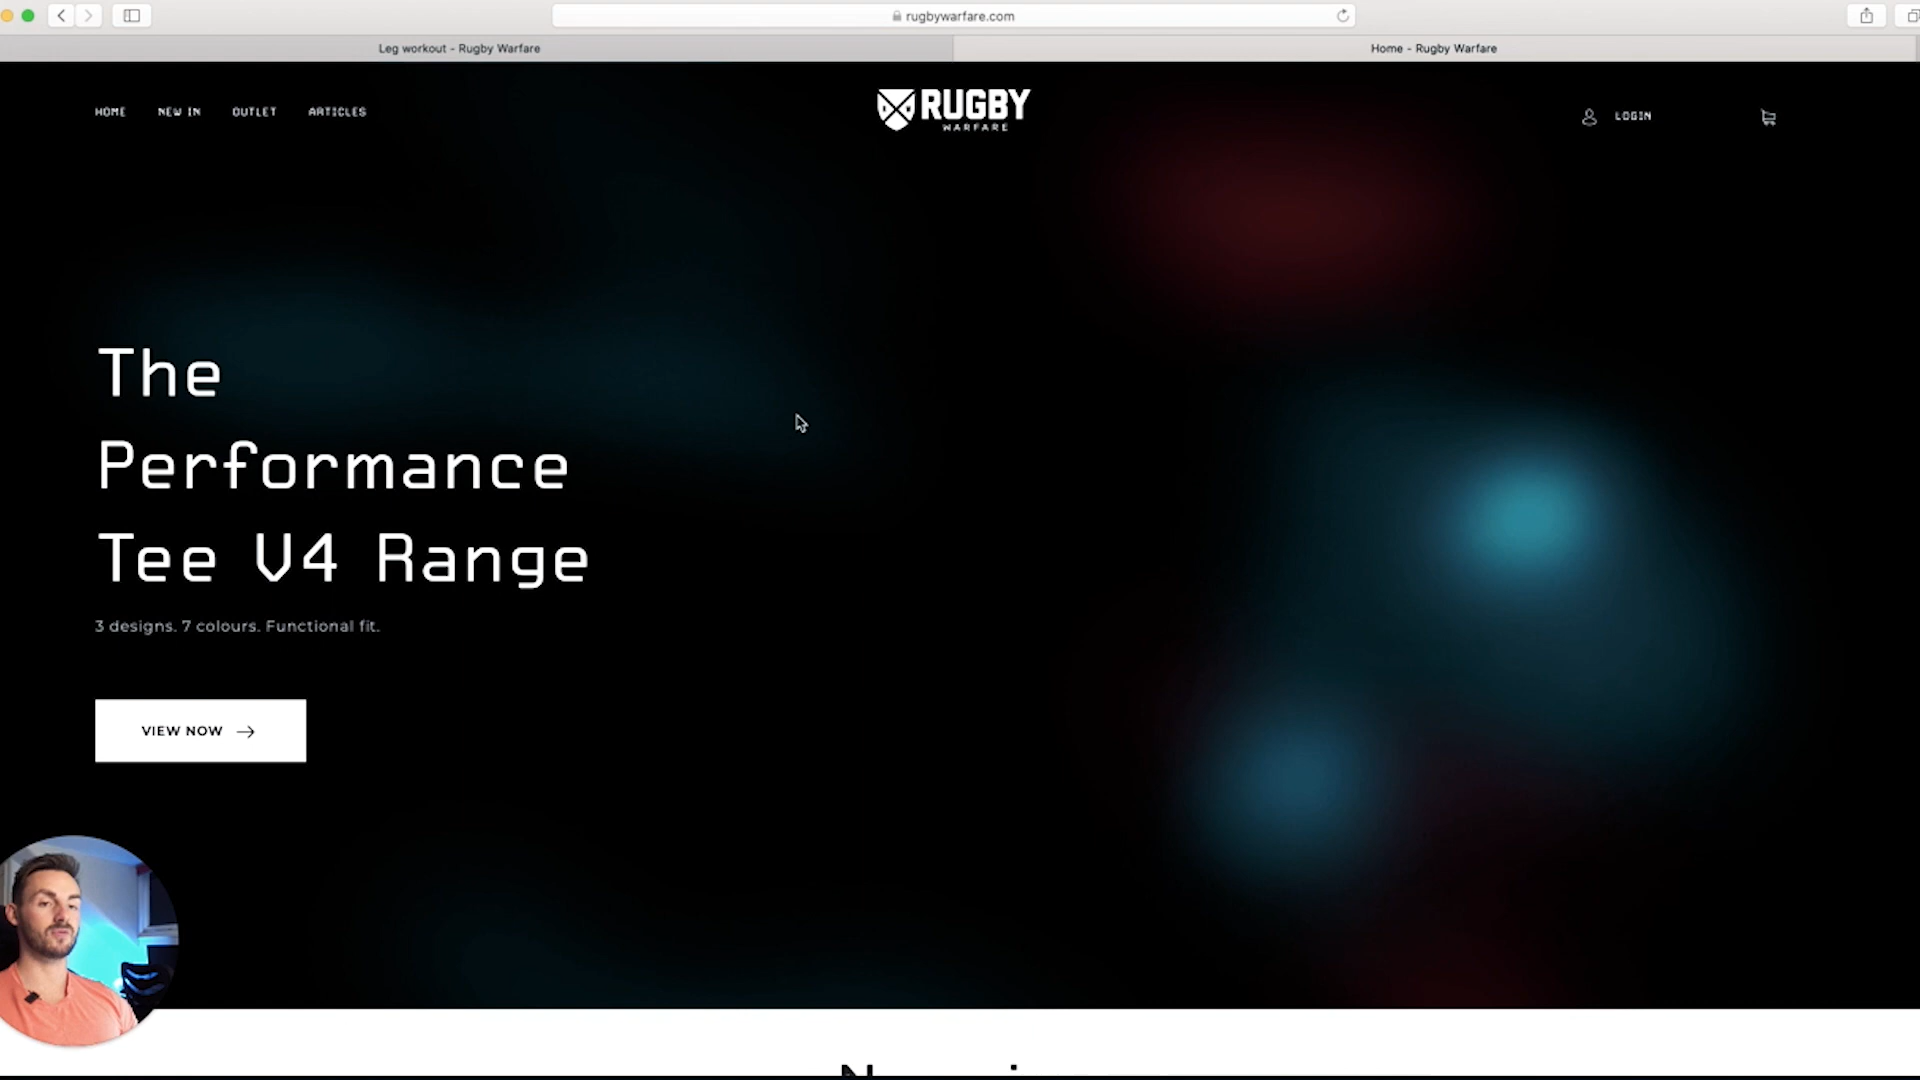 rugbywarfare.com
Leg workout - Rugby Warfare
Home - Rugby Warfare
HOME
NEW IN
OUTLET
ARTICLES
RUGBY
WARFARE
LOGIN
The
Performance
Tee V4 Range
3 designs. 7 colours. Functional fit.
VIEW NOW